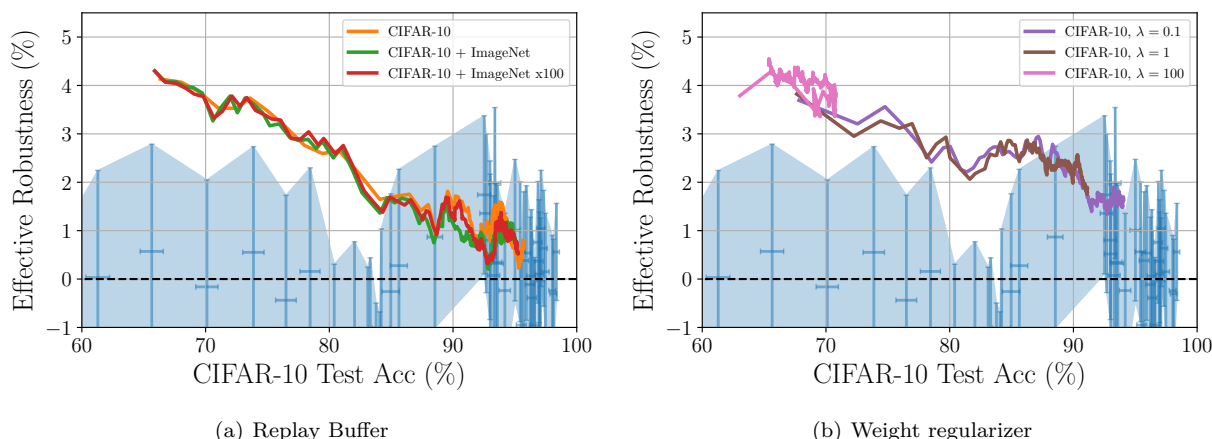 CIFAR-10
CIFAR-10 + ImageNet
CIFAR-10 + ImageNet x100
Effective Robustness (%)
5
4
3
2
1
0
−1
60
70
80
90
100
CIFAR-10 Test Acc (%)
(a) Replay Buffer
CIFAR-10, λ = 0.1
CIFAR-10, λ = 1
CIFAR-10, λ = 100
Effective Robustness (%)
5
4
3
2
1
0
−1
60
70
80
90
100
CIFAR-10 Test Acc (%)
(b) Weight regularizer